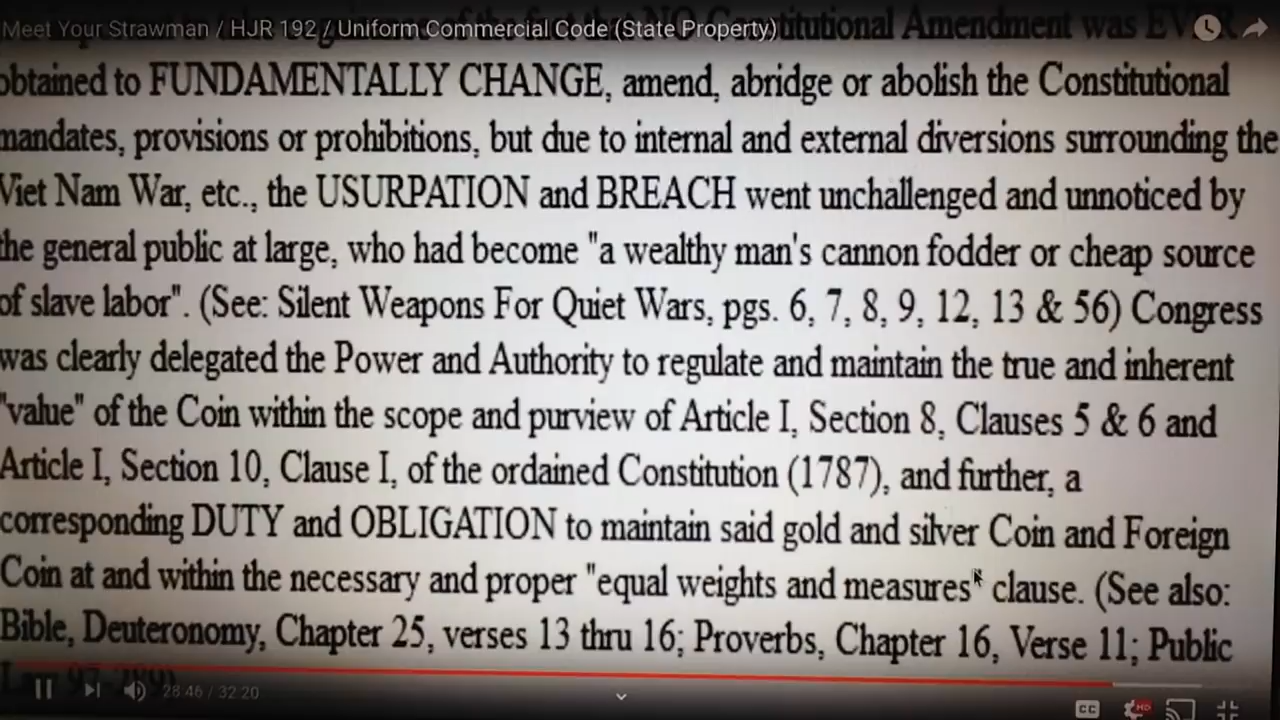 Meet Your Strawman / HJR 192 / Uniform Commercial Code (State Property)
NO Constitutional Amendment was EVER
obtained to FUNDAMENTALLY CHANGE, amend, abridge or abolish the Constitutional
mandates, provisions or prohibitions, but due to internal and external diversions surrounding the
Viet Nam War, etc., the USURPATION and BREACH went unchallenged and unnoticed by
the general public at large, who had become "a wealthy man's cannon fodder or cheap source
of slave labor". (See: Silent Weapons For Quiet Wars, pgs. 6, 7, 8, 9, 12, 13 & 56) Congress
was clearly delegated the Power and Authority to regulate and maintain the true and inherent
"value" of the Coin within the scope and purview of Article I, Section 8, Clauses 5 & 6 and
Article I, Section 10, Clause I, of the ordained Constitution (1787), and further, a
corresponding DUTY and OBLIGATION to maintain said gold and silver Coin and Foreign
Coin at and within the necessary and proper "equal weights and measures" clause. (See also:
Bible, Deuteronomy, Chapter 25, verses 13 thru 16; Proverbs, Chapter 16, Verse 11; Public
28:46 / 32:20
CC
HD